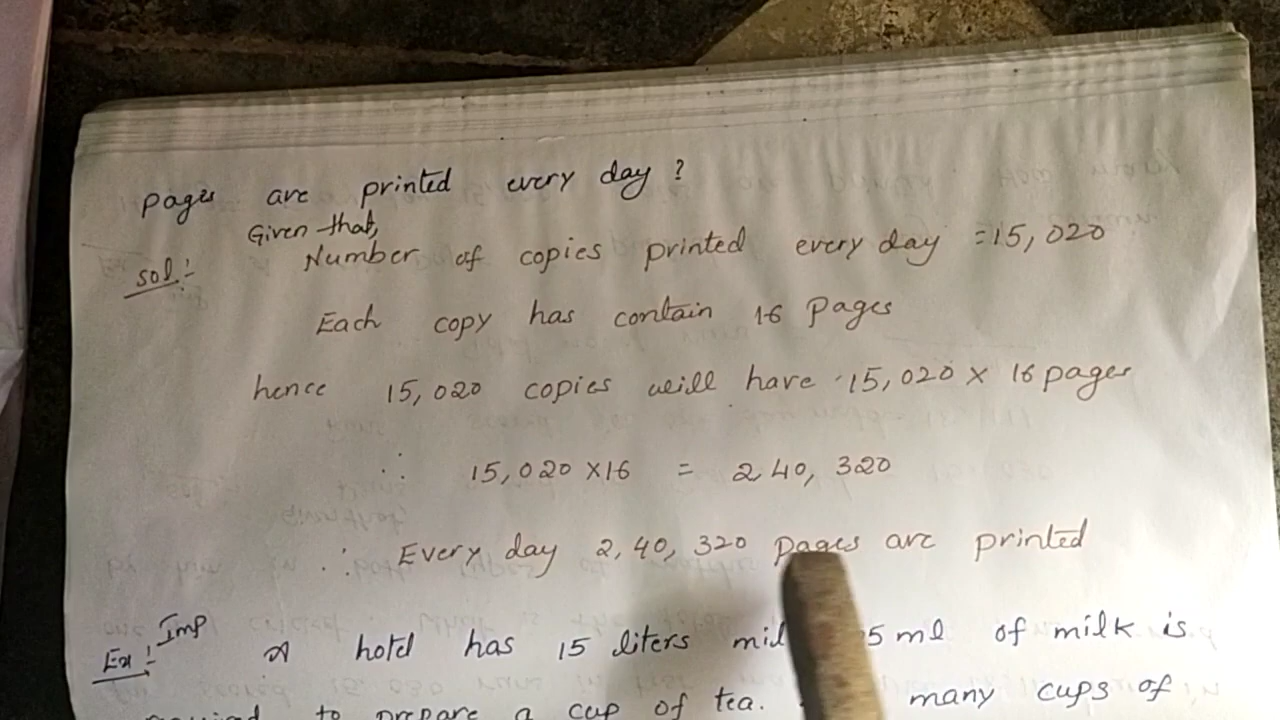 pages are printed every day ?
Given that,
Sol:- Number of copies printed every day = 15,020
Each copy has contain 16 pages
hence 15,020 copies will have 15,020 × 16 pages
∴ 15,020 × 16 = 2,40,320
∴ Every day 2,40,320 pages are printed
Imp
Ex:- A hotel has 15 liters 5 ml of milk is
to prepare a cup of tea. many cups of